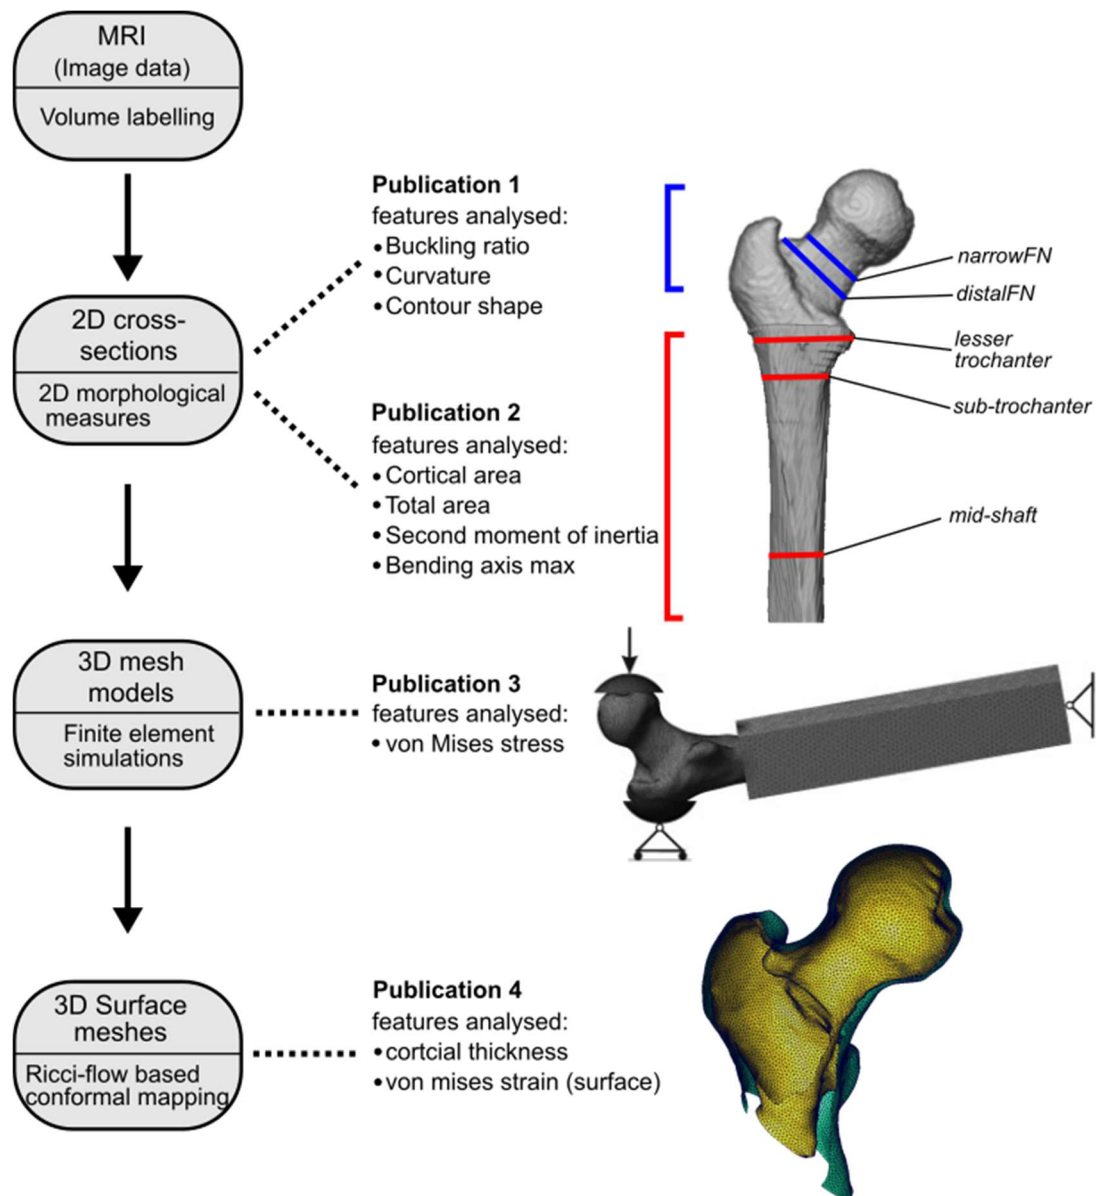 MRI
(Image data)
Volume labelling
Publication 1
features analysed:
•Buckling ratio
•Curvature
•Contour shape
narrowFN
distalFN
lesser
trochanter
sub-trochanter
mid-shaft
2D cross-
sections
2D morphological
measures
Publication 2
features analysed:
•Cortical area
•Total area
•Second moment of inertia
•Bending axis max
3D mesh
models
Finite element
simulations
Publication 3
features analysed:
•von Mises stress
3D Surface
meshes
Ricci-flow based
conformal mapping
Publication 4
features analysed:
•cortcial thickness
•von mises strain (surface)